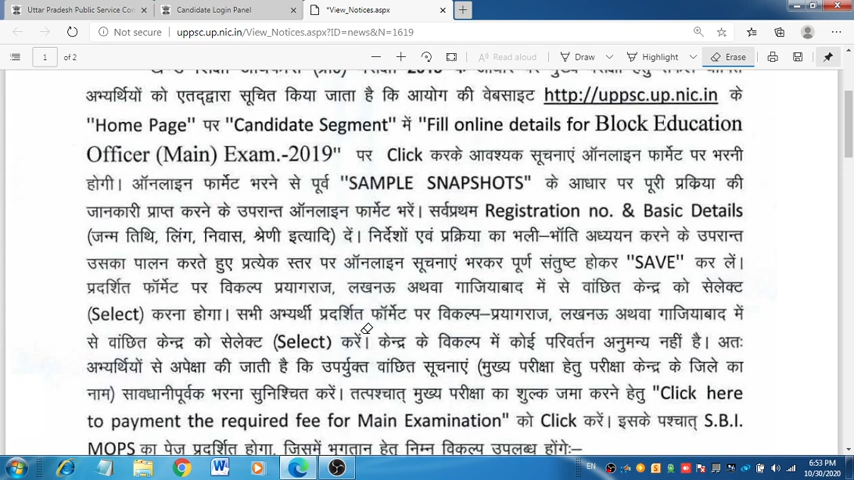 Uttar Pradesh Public Service Con
Candidate Login Panel
*View_Notices.aspx
Not secure uppsc.up.nic.in/View_Notices.aspx?ID=news&N=1619
1 of 2
Read aloud
Draw
Highlight
Erase
अभ्यर्थियों को एतद्द्वारा सूचित किया जाता है कि आयोग की वेबसाइट http://uppsc.up.nic.in के
"Home Page" पर "Candidate Segment" में "Fill online details for Block Education
Officer (Main) Exam.-2019" पर Click करके आवश्यक सूचनाएं ऑनलाइन फार्मेट पर भरनी
होगी। ऑनलाइन फार्मेट भरने से पूर्व "SAMPLE SNAPSHOTS" के आधार पर पूरी प्रकिया की
जानकारी प्राप्त करने के उपरान्त ऑनलाइन फार्मेट भरें। सर्वप्रथम Registration no. & Basic Details
(जन्म तिथि, लिंग, निवास, श्रेणी इत्यादि) दें। निर्देशों एवं प्रक्रिया का भली–भाँति अध्ययन करने के उपरान्त
उसका पालन करते हुए प्रत्येक स्तर पर ऑनलाइन सूचनाएं भरकर पूर्ण संतुष्ट होकर "SAVE" कर लें।
प्रदर्शित फॉर्मेट पर विकल्प प्रयागराज, लखनऊ अथवा गाजियाबाद में से वांछित केन्द्र को सेलेक्ट
(Select) करना होगा। सभी अभ्यर्थी प्रदर्शित फॉर्मेट पर विकल्प–प्रयागराज, लखनऊ अथवा गाजियाबाद में
से वांछित केन्द्र को सेलेक्ट (Select) करें। केन्द्र के विकल्प में कोई परिवर्तन अनुमन्य नहीं है। अतः
अभ्यर्थियों से अपेक्षा की जाती है कि उपर्युक्त वांछित सूचनाएं (मुख्य परीक्षा हेतु परीक्षा केन्द्र के जिले का
नाम) सावधानीपूर्वक भरना सुनिश्चित करें। तत्पश्चात् मुख्य परीक्षा का शुल्क जमा करने हेतु "Click here
to payment the required fee for Main Examination" को Click करें। इसके पश्चात् S.B.I.
MOPS का पेज प्रदर्शित होगा, जिसमें भुगतान हेतु निम्न विकल्प उपलब्ध होंगेः–
EN
6:53 PM
10/30/2020